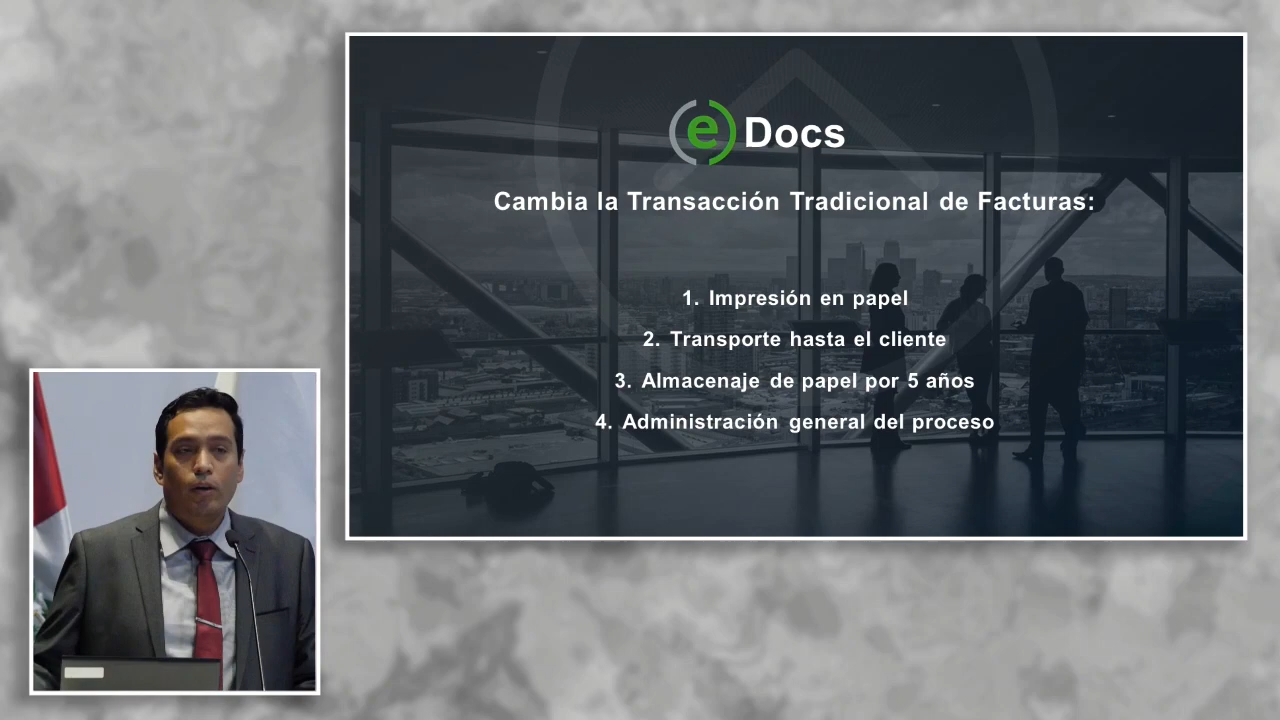 e Docs
Cambia la Transacción Tradicional de Facturas:
1. Impresión en papel
2. Transporte hasta el cliente
3. Almacenaje de papel por 5 años
4. Administración general del proceso